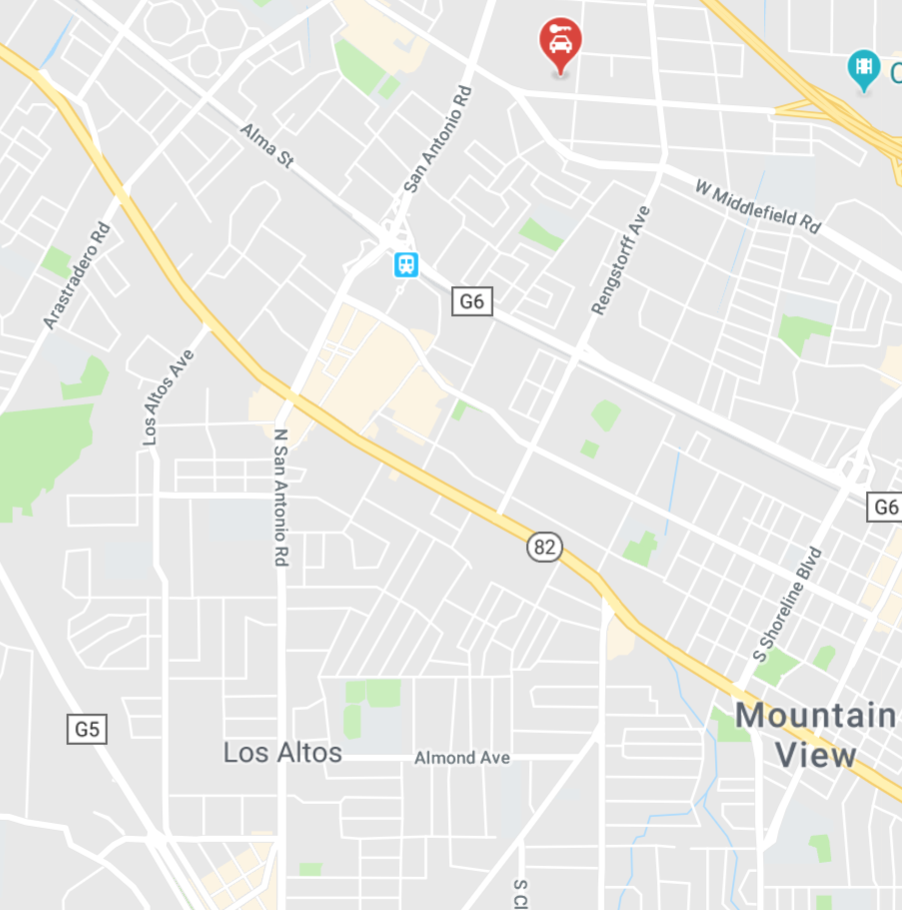 C
San Antonio Rd
Alma St
W Middlefield Rd
Arastradero Rd
Rengstorff Ave
G6
Los Altos Ave
N San Antonio Rd
G6
82
S Shoreline Blvd
Mountain
View
G5
Los Altos
Almond Ave
S Cl